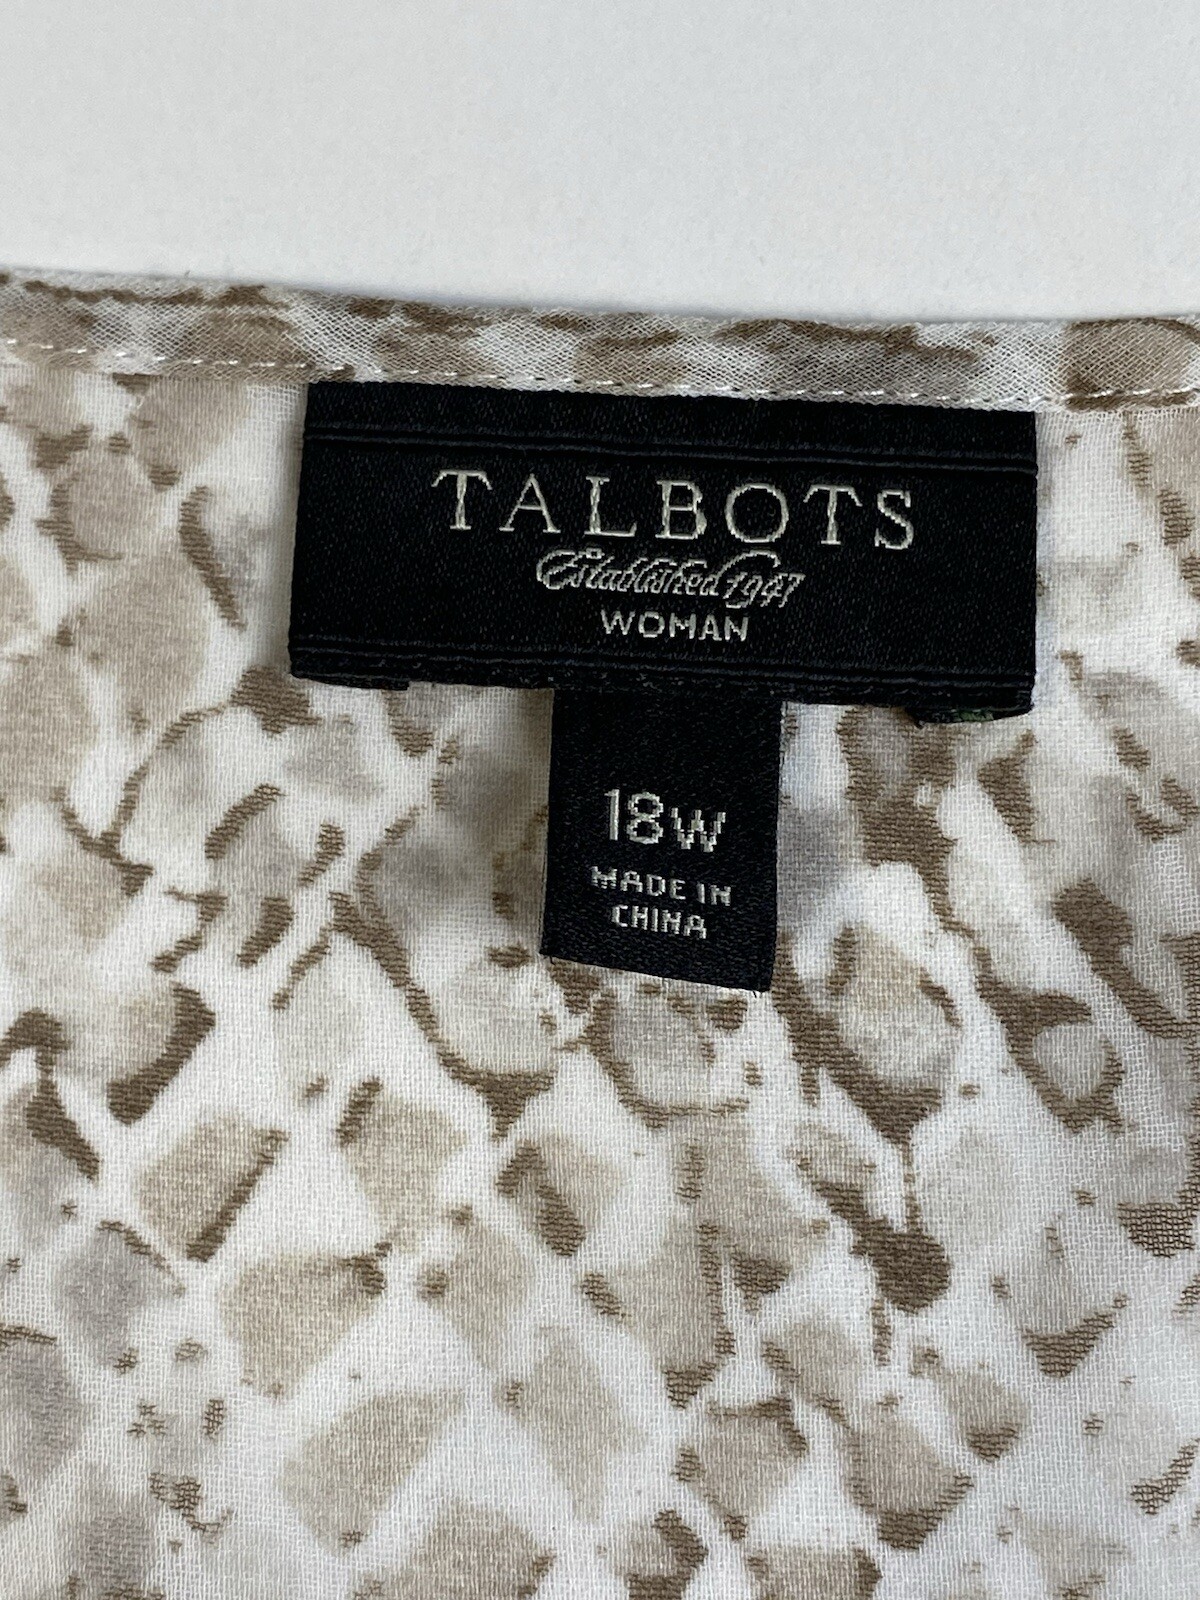 TALBOTS
Established 1947
WOMAN
18W
MADE IN
CHINA